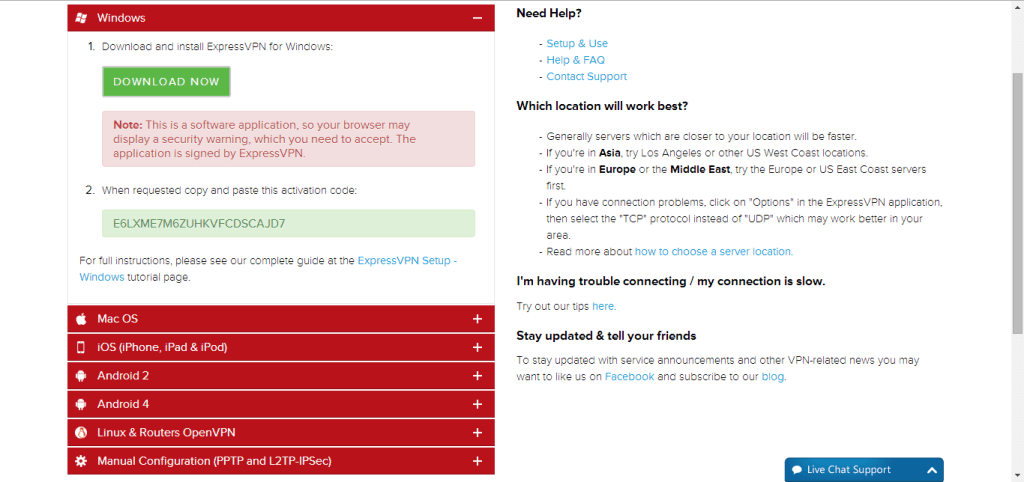 Windows
1. Download and install ExpressVPN for Windows:
DOWNLOAD NOW
Note: This is a software application, so your browser may
display a security warning, which you need to accept. The
application is signed by ExpressVPN.
2. When requested copy and paste this activation code:
E6LXME7M6ZUHKVFCDSCAJD7
For full instructions, please see our complete guide at the ExpressVPN Setup -
Windows tutorial page.
Mac OS
iOS (iPhone, iPad & iPod)
Android 2
Android 4
Linux & Routers OpenVPN
Manual Configuration (PPTP and L2TP-IPSec)
Need Help?
- Setup & Use
- Help & FAQ
- Contact Support
Which location will work best?
- Generally servers which are closer to your location will be faster.
- If you're in Asia, try Los Angeles or other US West Coast locations.
- If you're in Europe or the Middle East, try the Europe or US East Coast servers
first.
- If you have connection problems, click on "Options" in the ExpressVPN application,
then select the "TCP" protocol instead of "UDP" which may work better in your
area.
- Read more about how to choose a server location.
I'm having trouble connecting / my connection is slow.
Try out our tips here.
Stay updated & tell your friends
To stay updated with service announcements and other VPN-related news you may
want to like us on Facebook and subscribe to our blog.
Live Chat Support